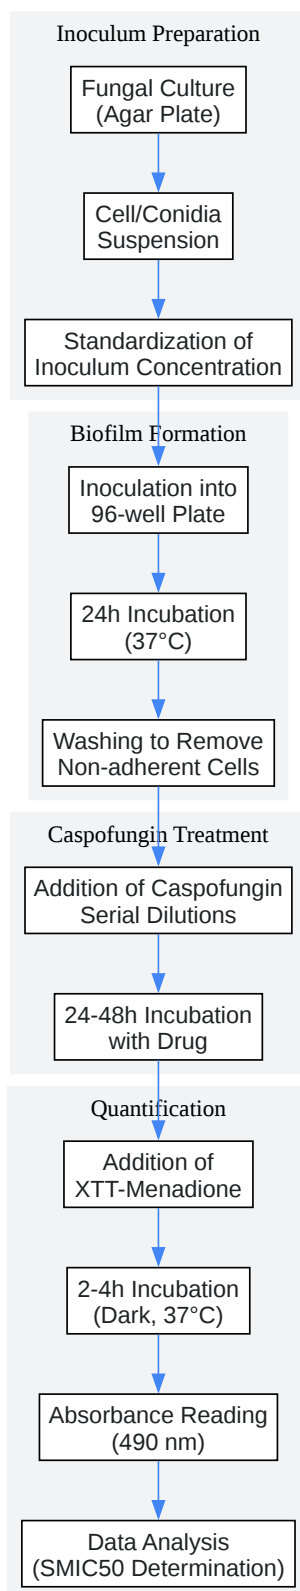 Inoculum Preparation
Fungal Culture
(Agar Plate)
Cell/Conidia
Suspension
Standardization of
Inoculum Concentration
Biofilm Formation
Inoculation into
96-well Plate
24h Incubation
(37°C)
Washing to Remove
Non-adherent Cells
Caspofungin Treatment
Addition of Caspofungin
Serial Dilutions
24-48h Incubation
with Drug
Quantification
Addition of
XTT-Menadione
2-4h Incubation
(Dark, 37°C)
Absorbance Reading
(490 nm)
Data Analysis
(SMIC50 Determination)